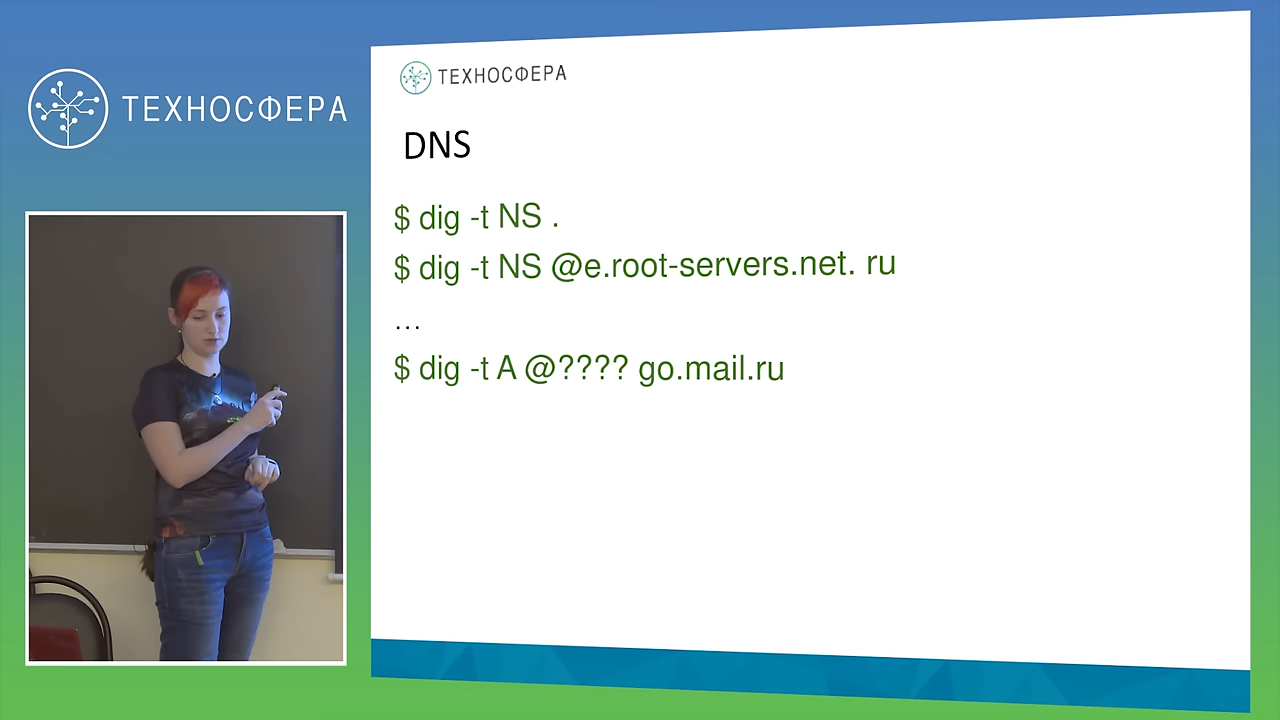 ТЕХНОСФЕРА
ТЕХНОСФЕРА
DNS
$ dig -t NS .
$ dig -t NS @e.root-servers.net. ru
...
$ dig -t A @???? go.mail.ru